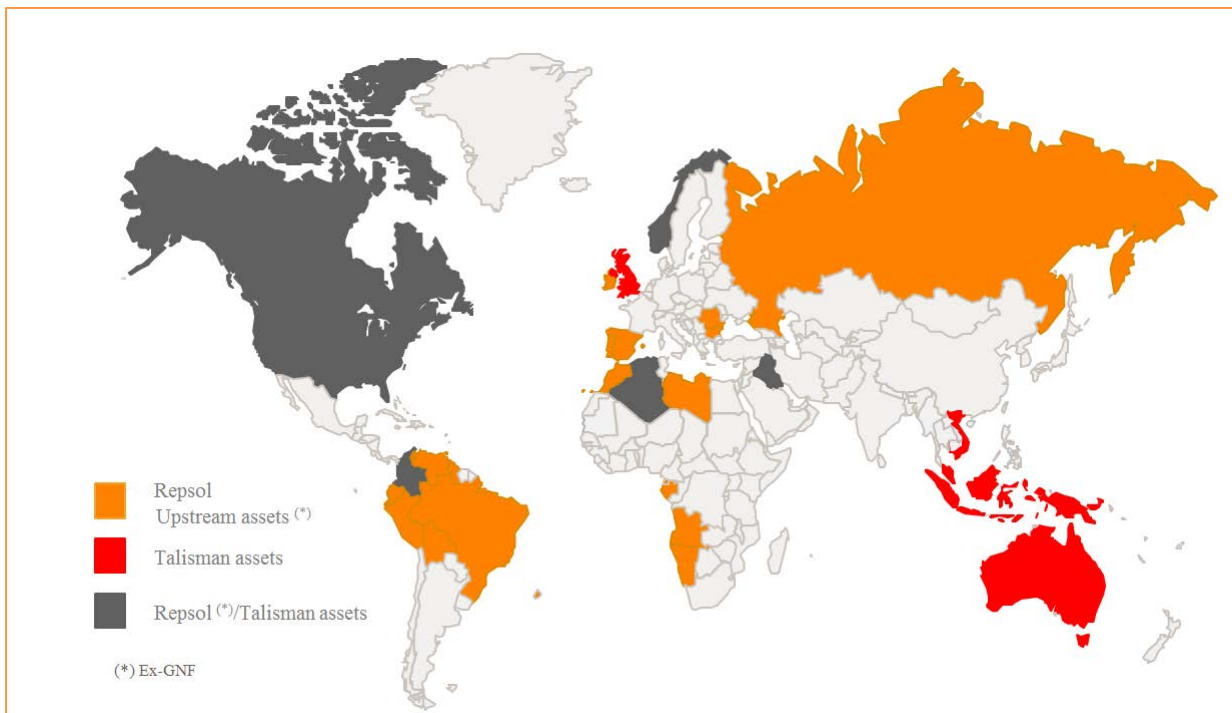 Repsol
Upstream assets (*)
Talisman assets
Repsol (*)/Talisman assets
(*) Ex-GNF